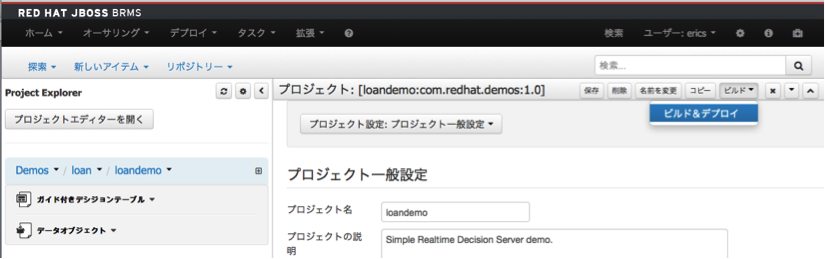 RED HAT JBOSS BRMS
ホーム オーサリング デプロイ タスク 拡張 検索 ユーザー: erics
探索 新しいアイテム リポジトリー 検索...
Project Explorer
プロジェクト: [loandemo:com.redhat.demos:1.0] 保存 削除 名前を変更 コピー ビルド
ビルド＆デプロイ
プロジェクトエディターを開く
プロジェクト設定: プロジェクト一般設定
Demos / loan / loandemo
プロジェクト一般設定
ガイド付きデシジョンテーブル
プロジェクト名 loandemo
データオブジェクト
プロジェクトの説明 Simple Realtime Decision Server demo.